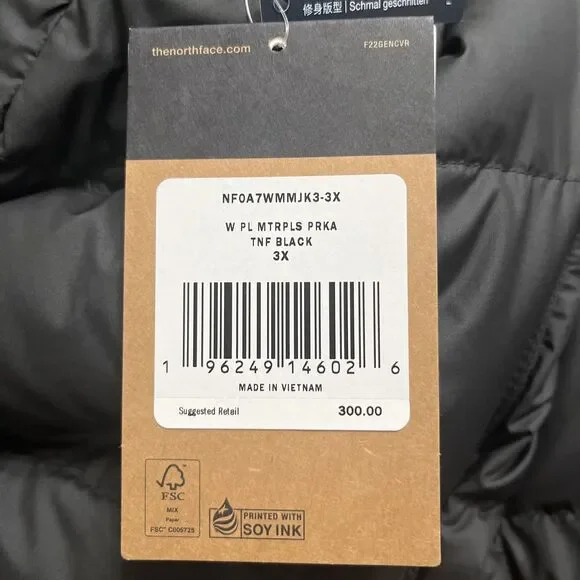 修身版型 | Schmal geschnitten
thenorthface.com
F22GENCVR
NF0A7WMMJK3-3X
W PL MTRPLS PRKA
TNF BLACK
3X
1 96249 14602 6
MADE IN VIETNAM
Suggested Retail 300.00
FSC
MIX
Paper
FSC® C005725
PRINTED WITH
SOY INK